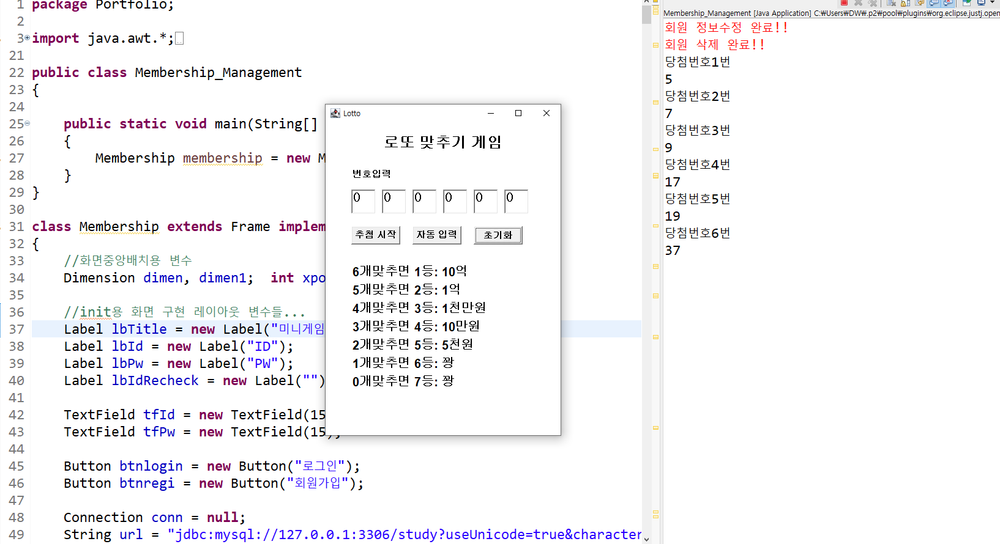 1 package Portfolio;
2
3 import java.awt.*;
21
22 public class Membership_Management
23 {
24
25 public static void main(String[]
26 {
27 Membership membership = new M
28 }
29 }
30
31 class Membership extends Frame implem
32 {
33 //화면중앙배치용 변수
34 Dimension dimen, dimen1; int xpo
35
36 //init용 화면 구현 레이아웃 변수들...
37 Label lbTitle = new Label("미니게임
38 Label lbId = new Label("ID");
39 Label lbPw = new Label("PW");
40 Label lbIdRecheck = new Label("")
41
42 TextField tfId = new TextField(15
43 TextField tfPw = new TextField(15);
44
45 Button btnlogin = new Button("로그인");
46 Button btnregi = new Button("회원가입");
47
48 Connection conn = null;
49 String url = "jdbc:mysql://127.0.0.1:3306/study?useUnicode=true&character
Lotto
로또 맞추기 게임
번호입력
0 0 0 0 0 0
추첨 시작 자동 입력 초기화
6개맞추면 1등: 10억
5개맞추면 2등: 1억
4개맞추면 3등: 1천만원
3개맞추면 4등: 10만원
2개맞추면 5등: 5천원
1개맞추면 6등: 꽝
0개맞추면 7등: 꽝
Membership_Management [Java Application] C:₩Users₩DW₩.p2₩pool₩plugins₩org.eclipse.justj.open
회원 정보수정 완료!!
회원 삭제 완료!!
당첨번호1번
5
당첨번호2번
7
당첨번호3번
9
당첨번호4번
17
당첨번호5번
19
당첨번호6번
37